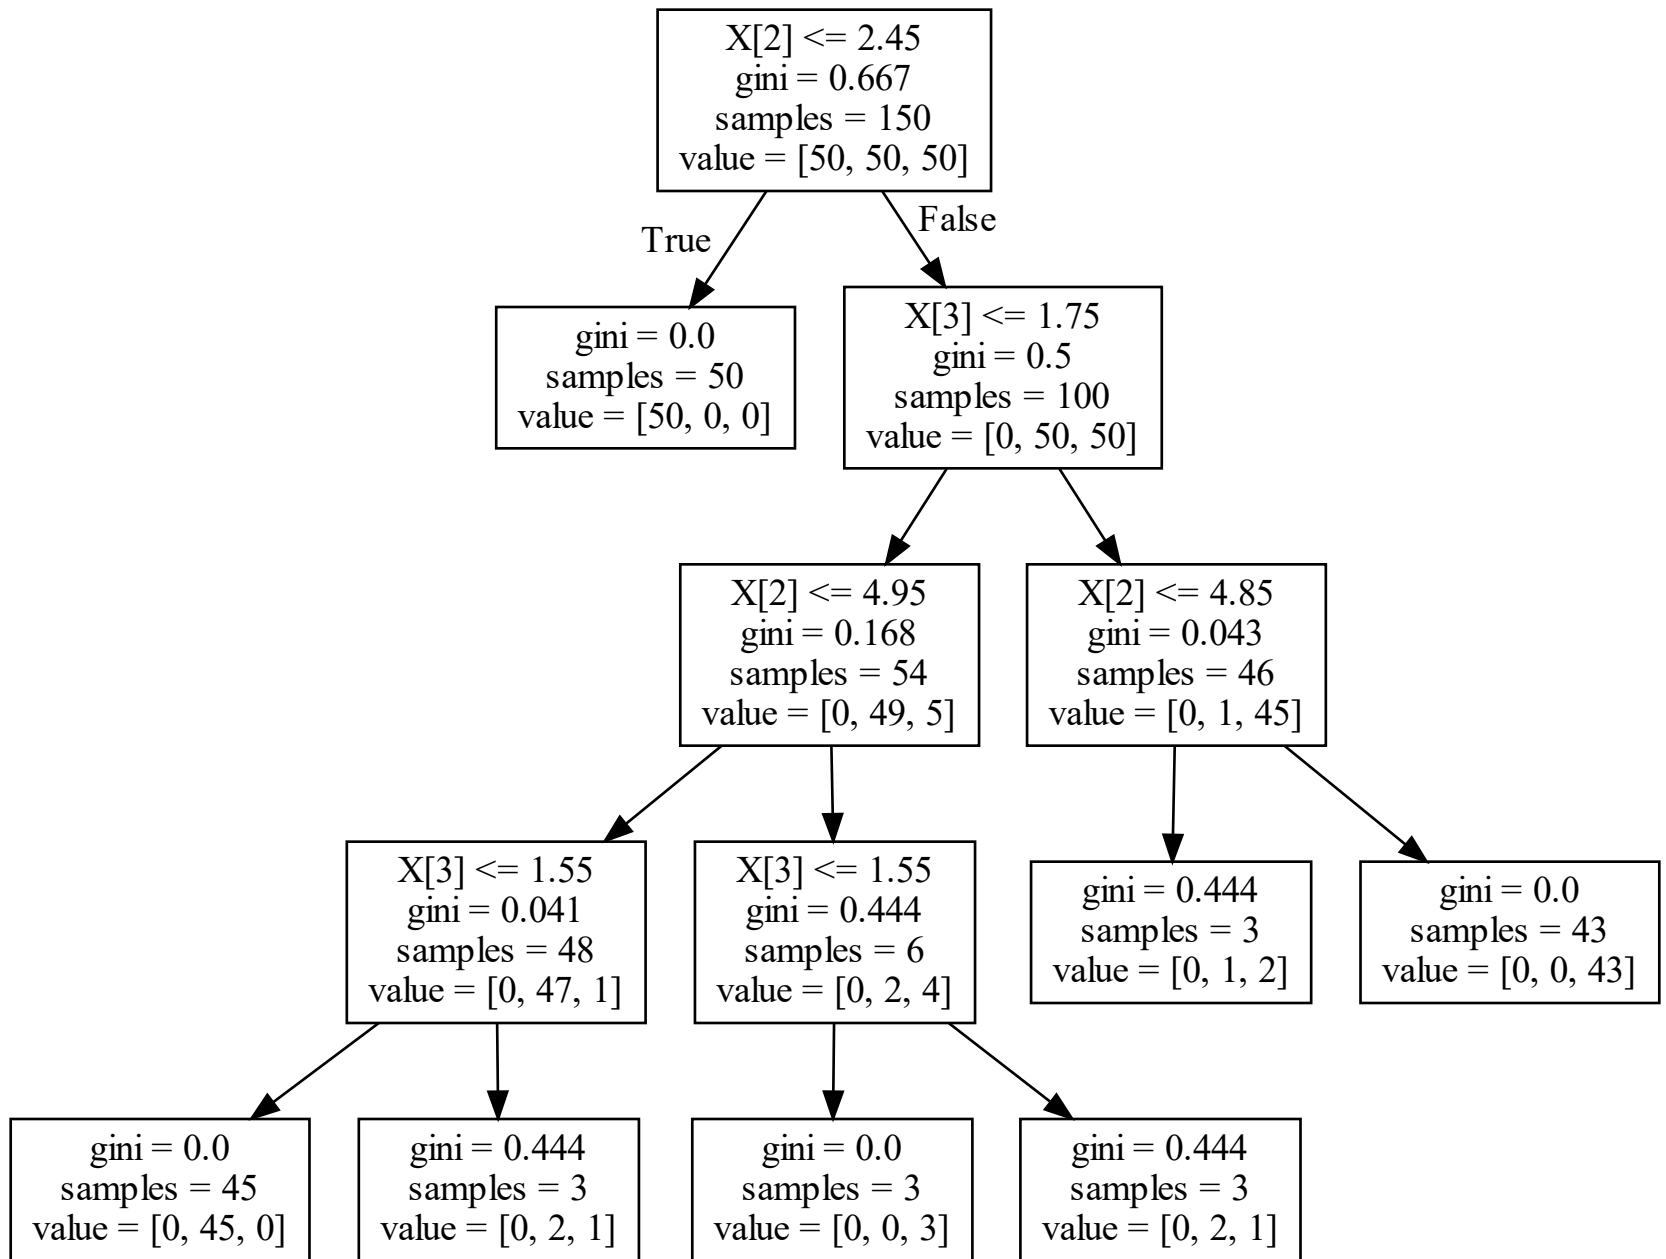 X[2] <= 2.45
gini = 0.667
samples = 150
value = [50, 50, 50]
True
False
gini = 0.0
samples = 50
value = [50, 0, 0]
X[3] <= 1.75
gini = 0.5
samples = 100
value = [0, 50, 50]
X[2] <= 4.95
gini = 0.168
samples = 54
value = [0, 49, 5]
X[2] <= 4.85
gini = 0.043
samples = 46
value = [0, 1, 45]
X[3] <= 1.55
gini = 0.041
samples = 48
value = [0, 47, 1]
X[3] <= 1.55
gini = 0.444
samples = 6
value = [0, 2, 4]
gini = 0.444
samples = 3
value = [0, 1, 2]
gini = 0.0
samples = 43
value = [0, 0, 43]
gini = 0.0
samples = 45
value = [0, 45, 0]
gini = 0.444
samples = 3
value = [0, 2, 1]
gini = 0.0
samples = 3
value = [0, 0, 3]
gini = 0.444
samples = 3
value = [0, 2, 1]